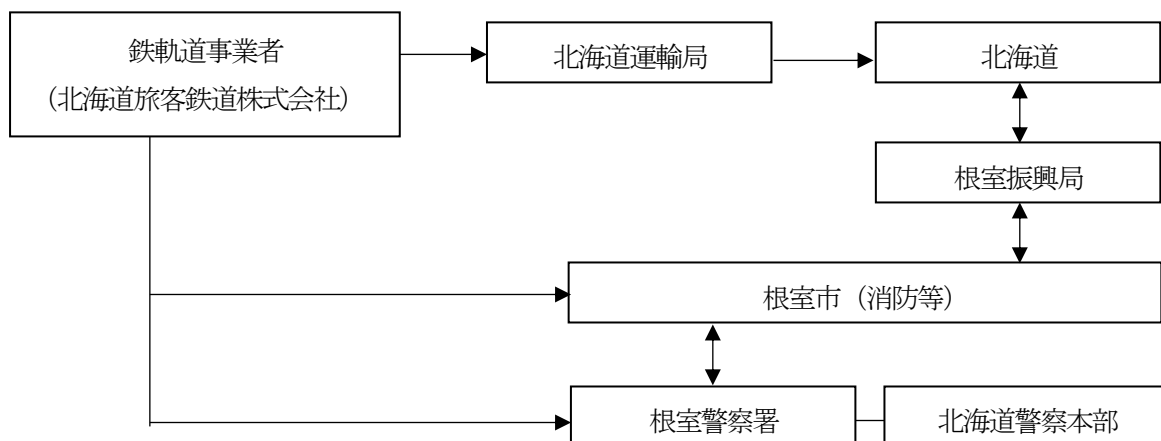 鉄軌道事業者
(北海道旅客鉄道株式会社)
北海道運輸局
北海道
根室振興局
根室市(消防等)
根室警察署
北海道警察本部